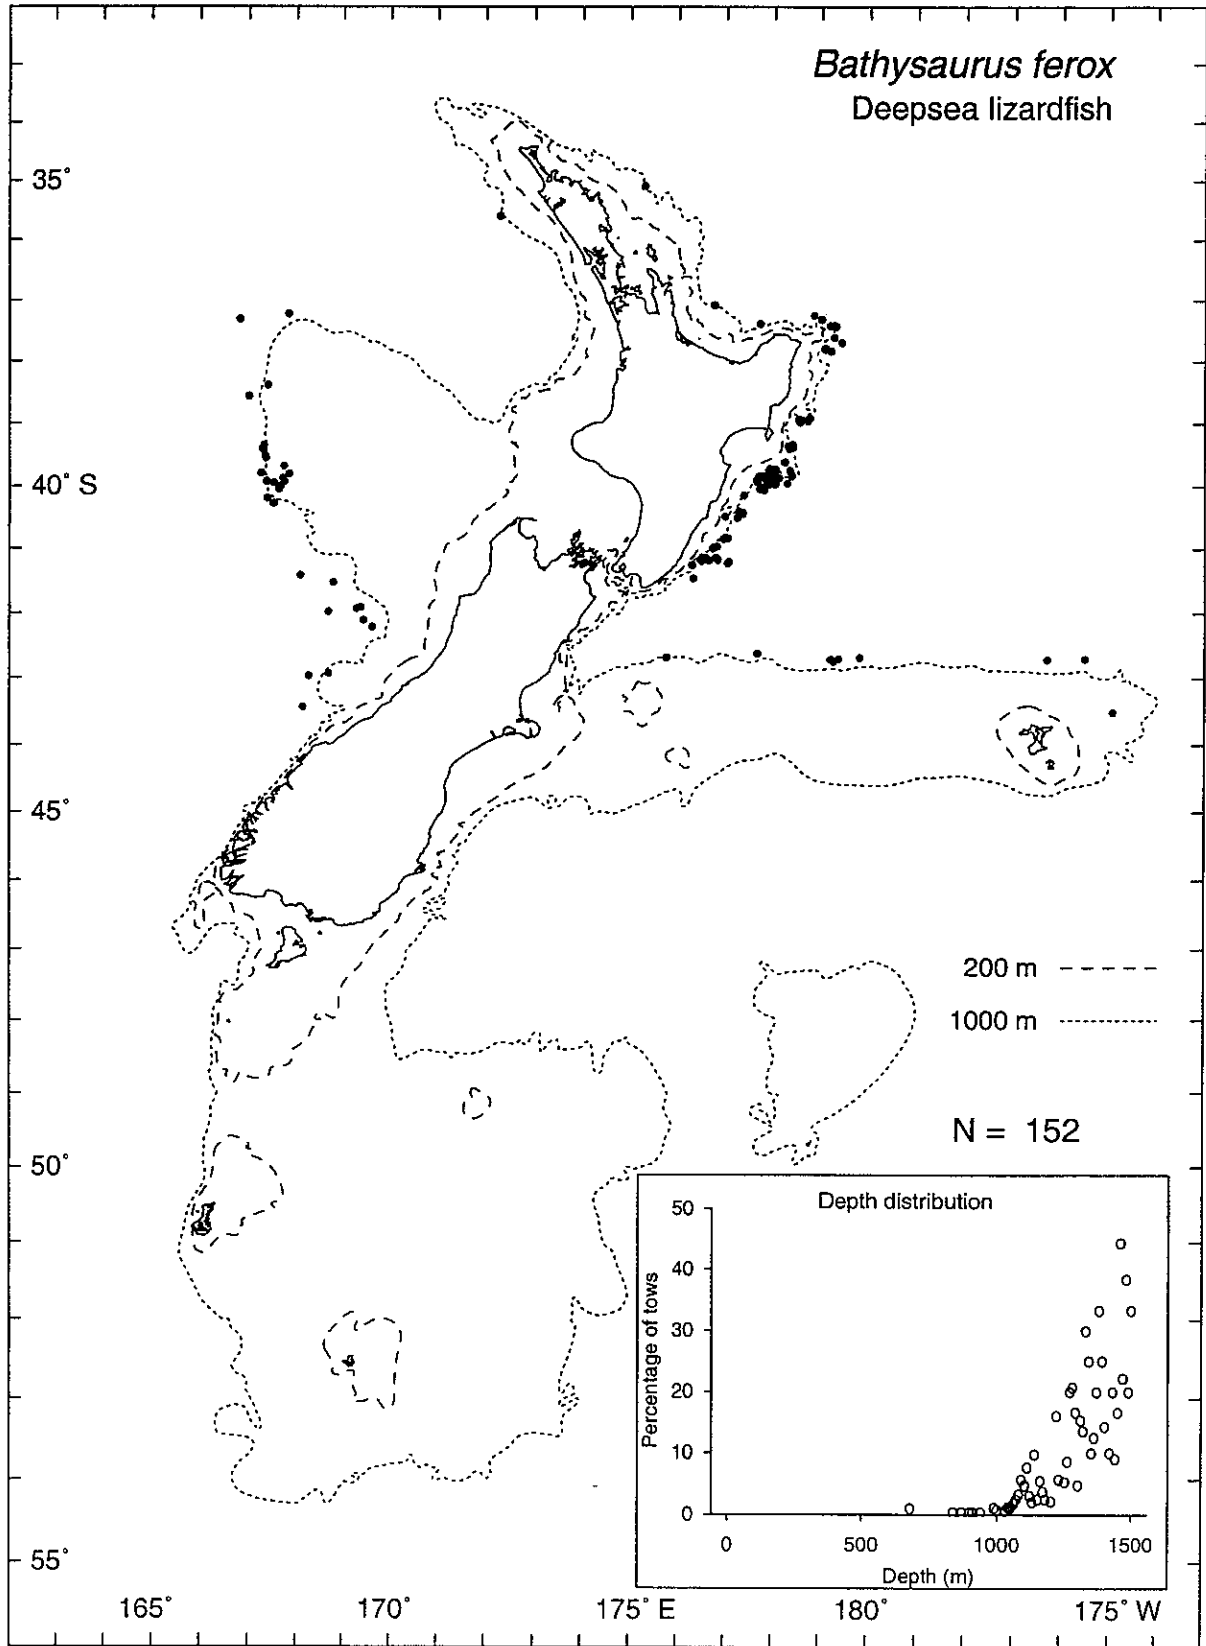 Bathysaurus ferox
Deepsea lizardfish
35°
40° S
45°
200 m
1000 m
N = 152
50°
Depth distribution
50
40
30
20
10
0
Percentage of tows
0 500 1000 1500
Depth (m)
55°
165° 170° 175° E 180° 175° W